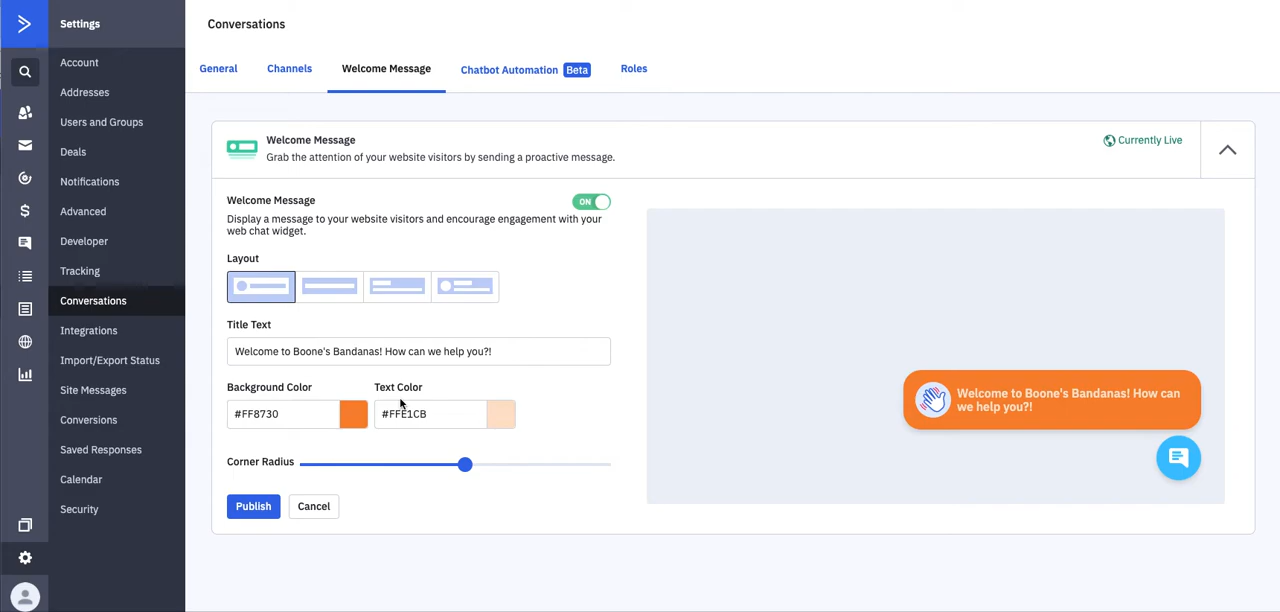 Settings
Account
Addresses
Users and Groups
Deals
Notifications
Advanced
Developer
Tracking
Conversations
Integrations
Import/Export Status
Site Messages
Conversions
Saved Responses
Calendar
Security
Conversations
General Channels Welcome Message Chatbot Automation Beta Roles
Welcome Message
Grab the attention of your website visitors by sending a proactive message.
Currently Live
Welcome Message
ON
Display a message to your website visitors and encourage engagement with your
web chat widget.
Layout
Title Text
Welcome to Boone's Bandanas! How can we help you?!
Background Color Text Color
#FF8730 #FFE1CB
Corner Radius
Publish Cancel
Welcome to Boone's Bandanas! How can
we help you?!